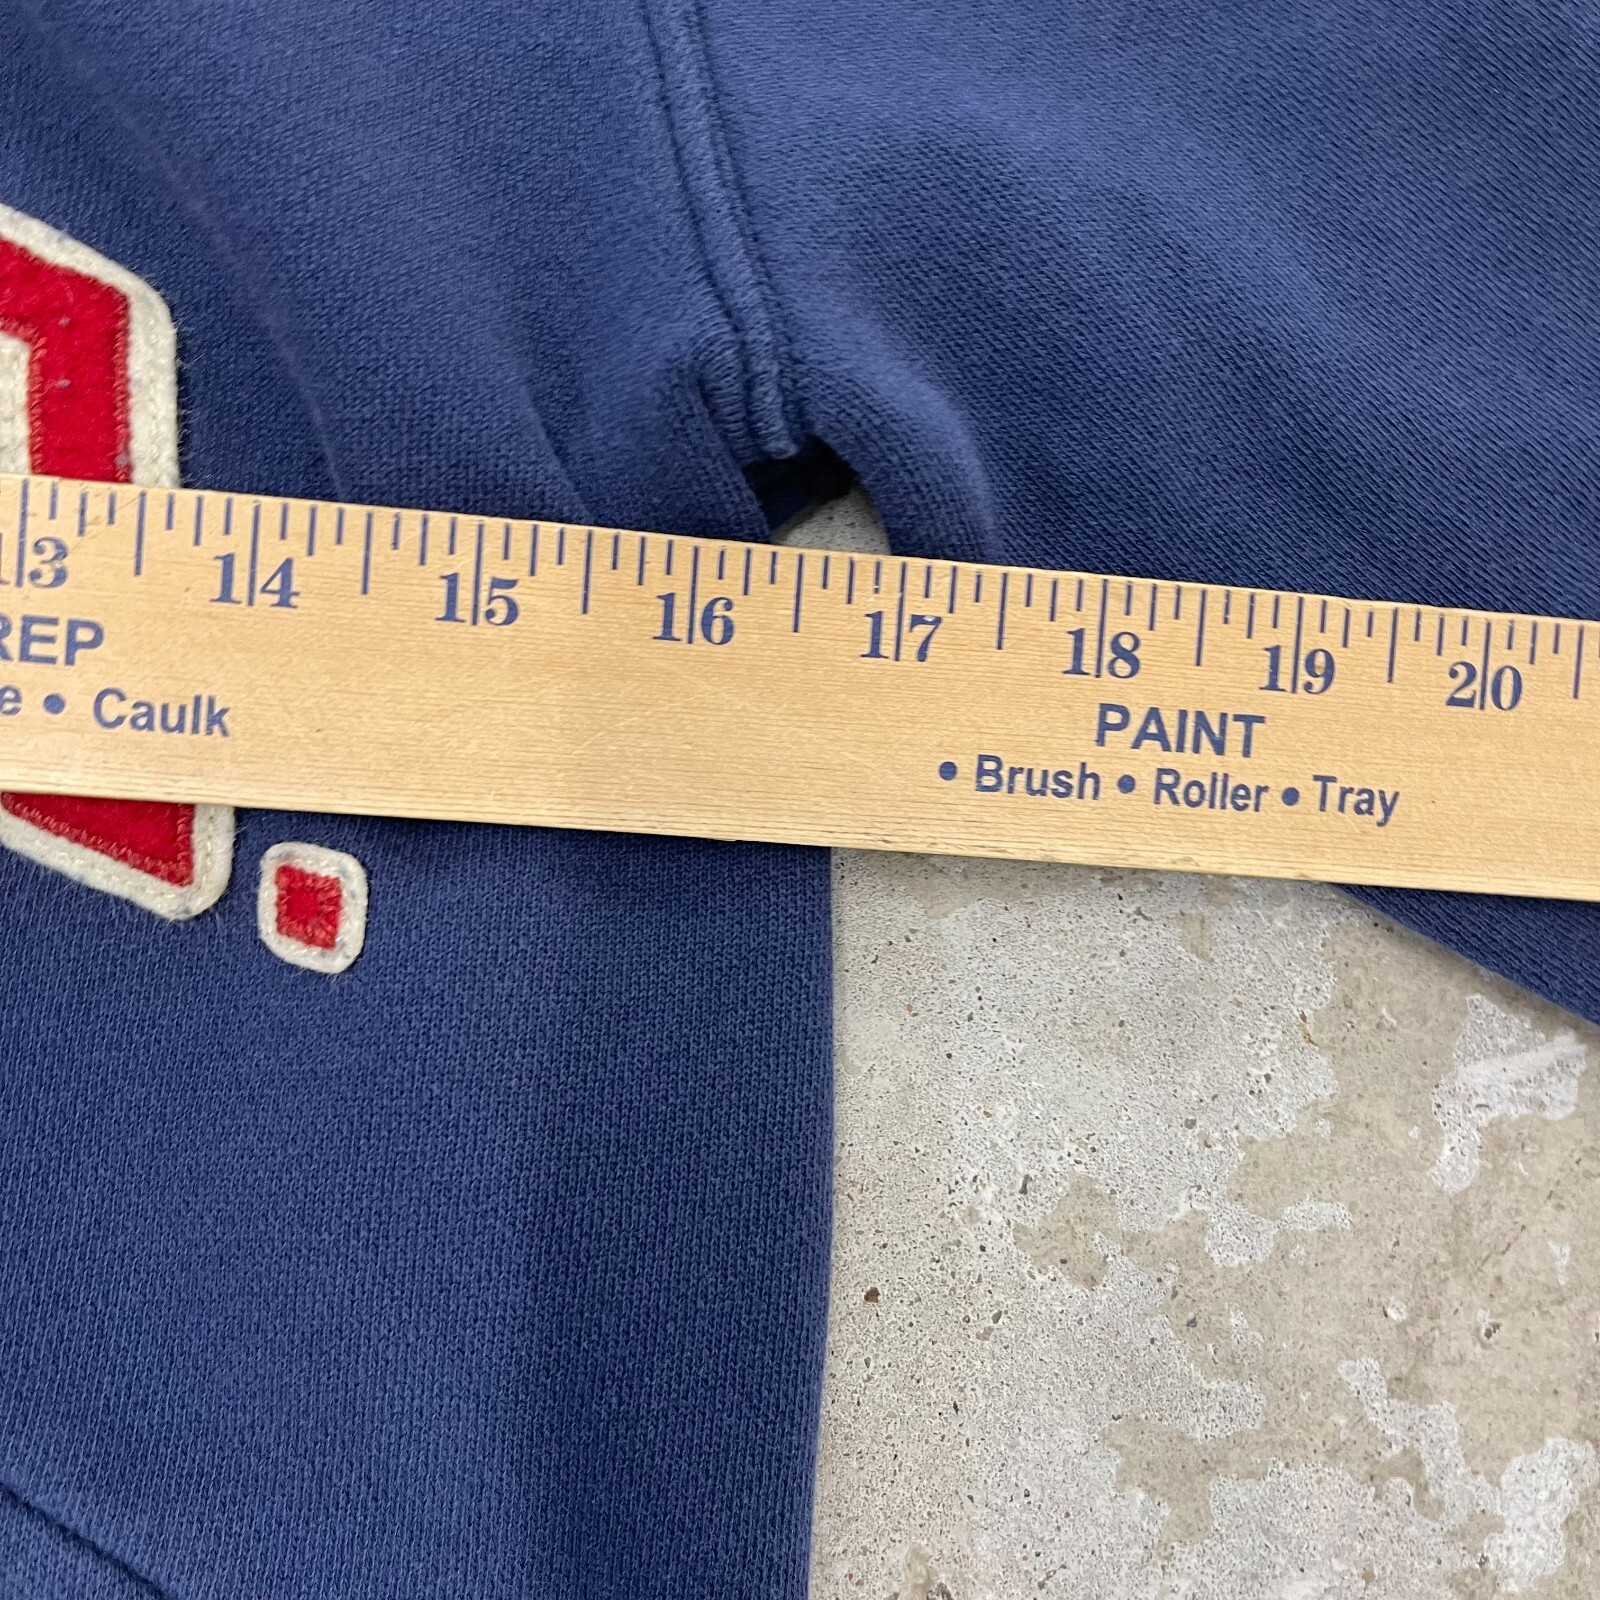 13 14 15 16 17 18 19 20
REP PAINT
• Caulk • Brush • Roller • Tray